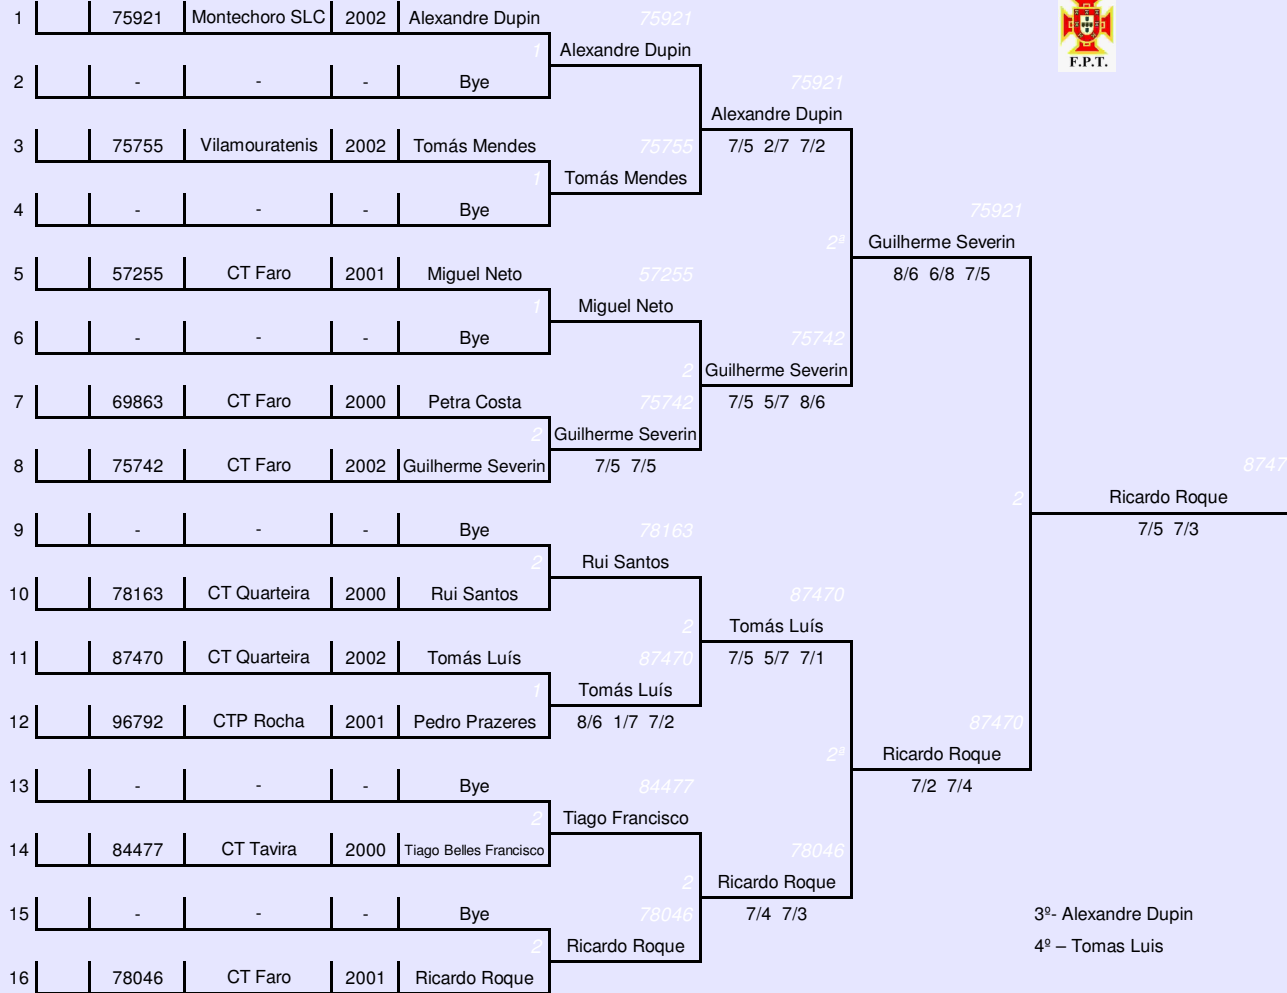 1 75921 Montechoro SLC 2002 Alexandre Dupin 75921
1 Alexandre Dupin
F.P.T.
2 - - - Bye 75921
Alexandre Dupin
3 75755 Vilamouratenis 2002 Tomás Mendes 75755 7/5 2/7 7/2
1 Tomás Mendes
4 - - - Bye 75921
2ª Guilherme Severin
5 57255 CT Faro 2001 Miguel Neto 57255 8/6 6/8 7/5
1 Miguel Neto
6 - - - Bye 75742
2 Guilherme Severin
7 69863 CT Faro 2000 Petra Costa 75742 7/5 5/7 8/6
2 Guilherme Severin
8 75742 CT Faro 2002 Guilherme Severin 7/5 7/5 8747
2 Ricardo Roque
9 - - - Bye 78163 7/5 7/3
2 Rui Santos
10 78163 CT Quarteira 2000 Rui Santos 87470
2 Tomás Luís
11 87470 CT Quarteira 2002 Tomás Luís 87470 7/5 5/7 7/1
1 Tomás Luís
12 96792 CTP Rocha 2001 Pedro Prazeres 8/6 1/7 7/2 87470
2ª Ricardo Roque
13 - - - Bye 84477 7/2 7/4
2 Tiago Francisco
14 84477 CT Tavira 2000 Tiago Belles Francisco 78046
2 Ricardo Roque
15 - - - Bye 78046 7/4 7/3 3º- Alexandre Dupin
2 Ricardo Roque 4º – Tomas Luis
16 78046 CT Faro 2001 Ricardo Roque